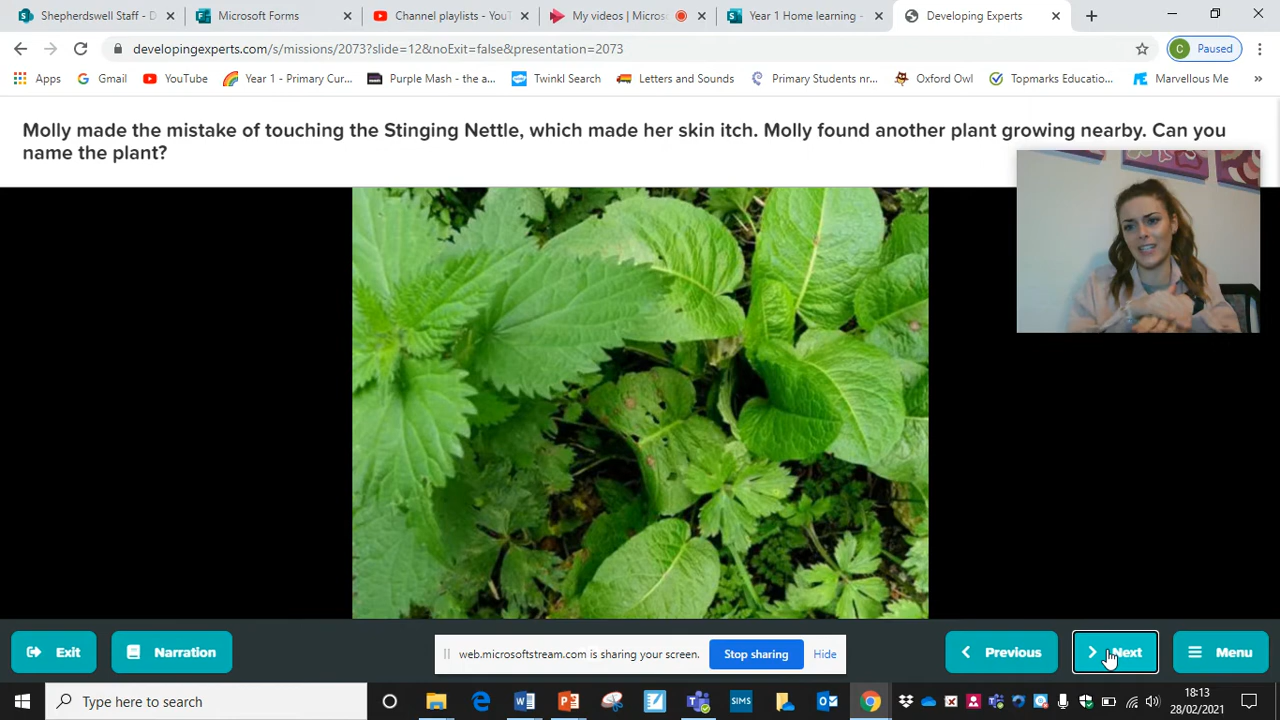 Shepherdswell Staff - D
Microsoft Forms
Channel playlists - YouT
My videos | Micros
Year 1 Home learning -
Developing Experts
developingexperts.com/s/missions/2073?slide=12&noExit=false&presentation=2073
C Paused
Apps
Gmail
YouTube
Year 1 - Primary Cur...
Purple Mash - the a...
Twinkl Search
Letters and Sounds
Primary Students nr...
Oxford Owl
Topmarks Educatio...
Marvellous Me
Molly made the mistake of touching the Stinging Nettle, which made her skin itch. Molly found another plant growing nearby. Can you
name the plant?
Exit
Narration
web.microsoftstream.com is sharing your screen.
Stop sharing
Hide
Previous
Next
Menu
Type here to search
SIMS
18:13
28/02/2021